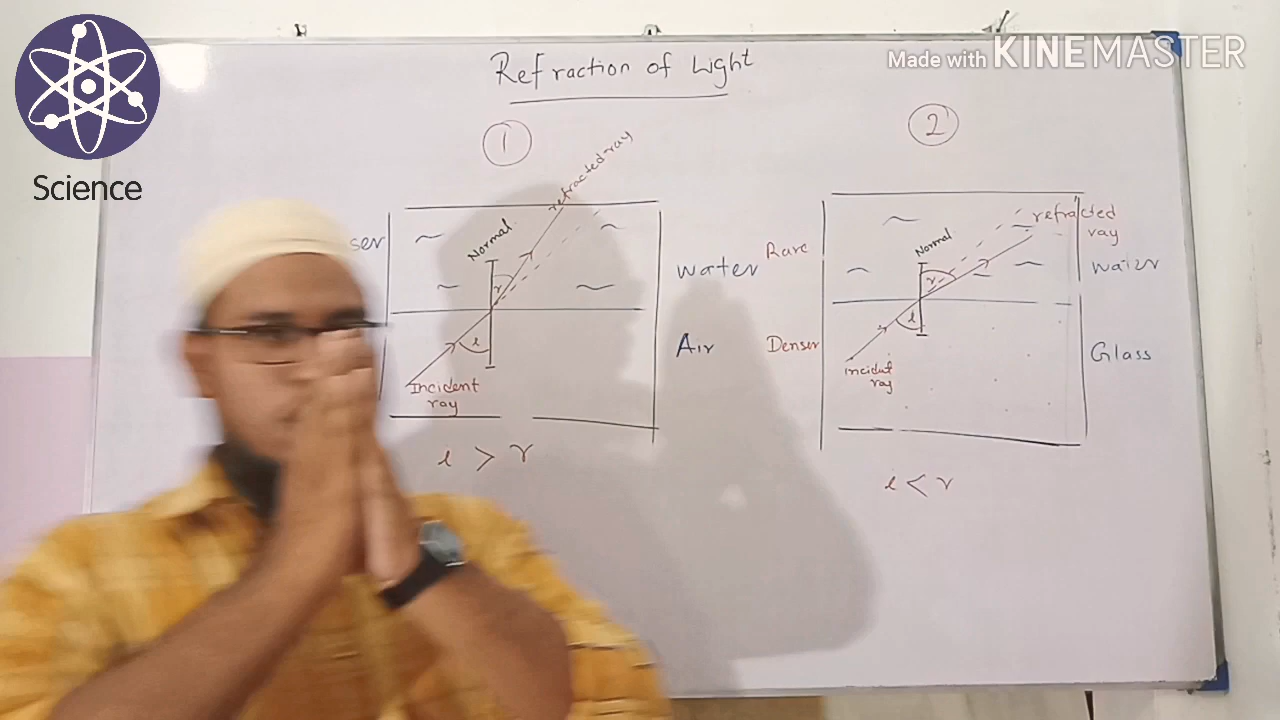 Made with KINEMASTER
Science
Refraction of Light
1
refracted ray
Normal
r
i
Incident
ray
water
Air
i > r
2
Rare
Denser
refracted
ray
Normal
r
i
Incident
ray
water
Glass
i < r